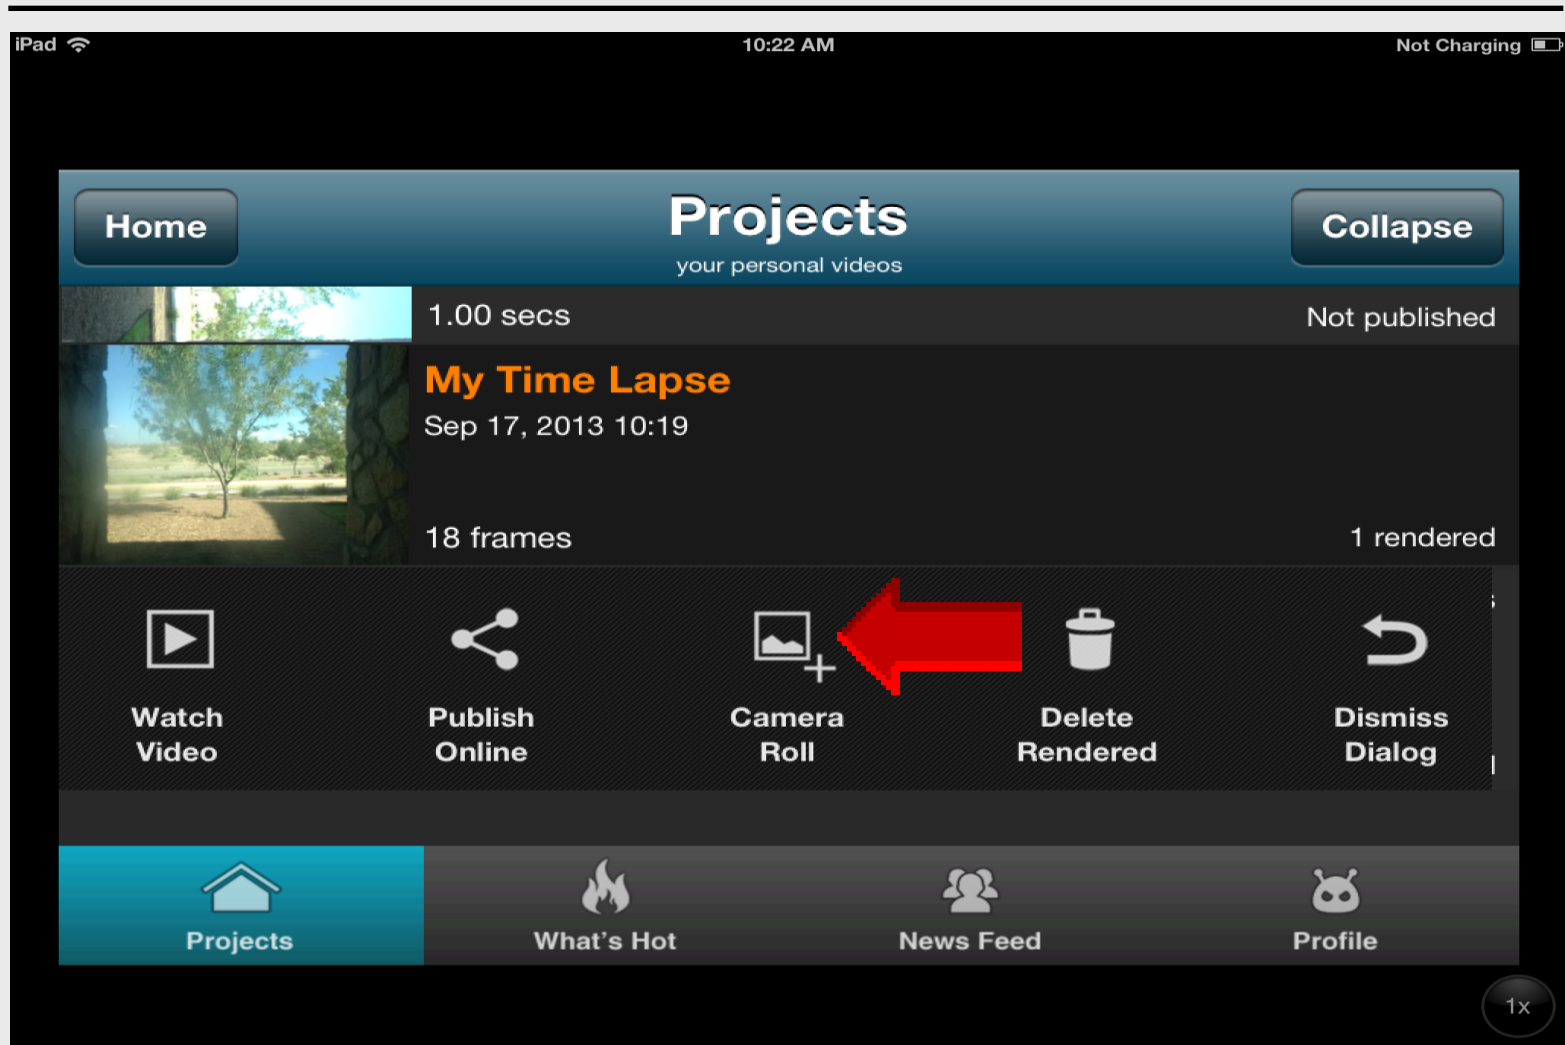 iPad 10:22 AM Not Charging
Home Projects Collapse
your personal videos
1.00 secs Not published
My Time Lapse
Sep 17, 2013 10:19
18 frames 1 rendered
Watch Publish Camera Delete Dismiss
Video Online Roll Rendered Dialog
Projects What's Hot News Feed Profile
1x